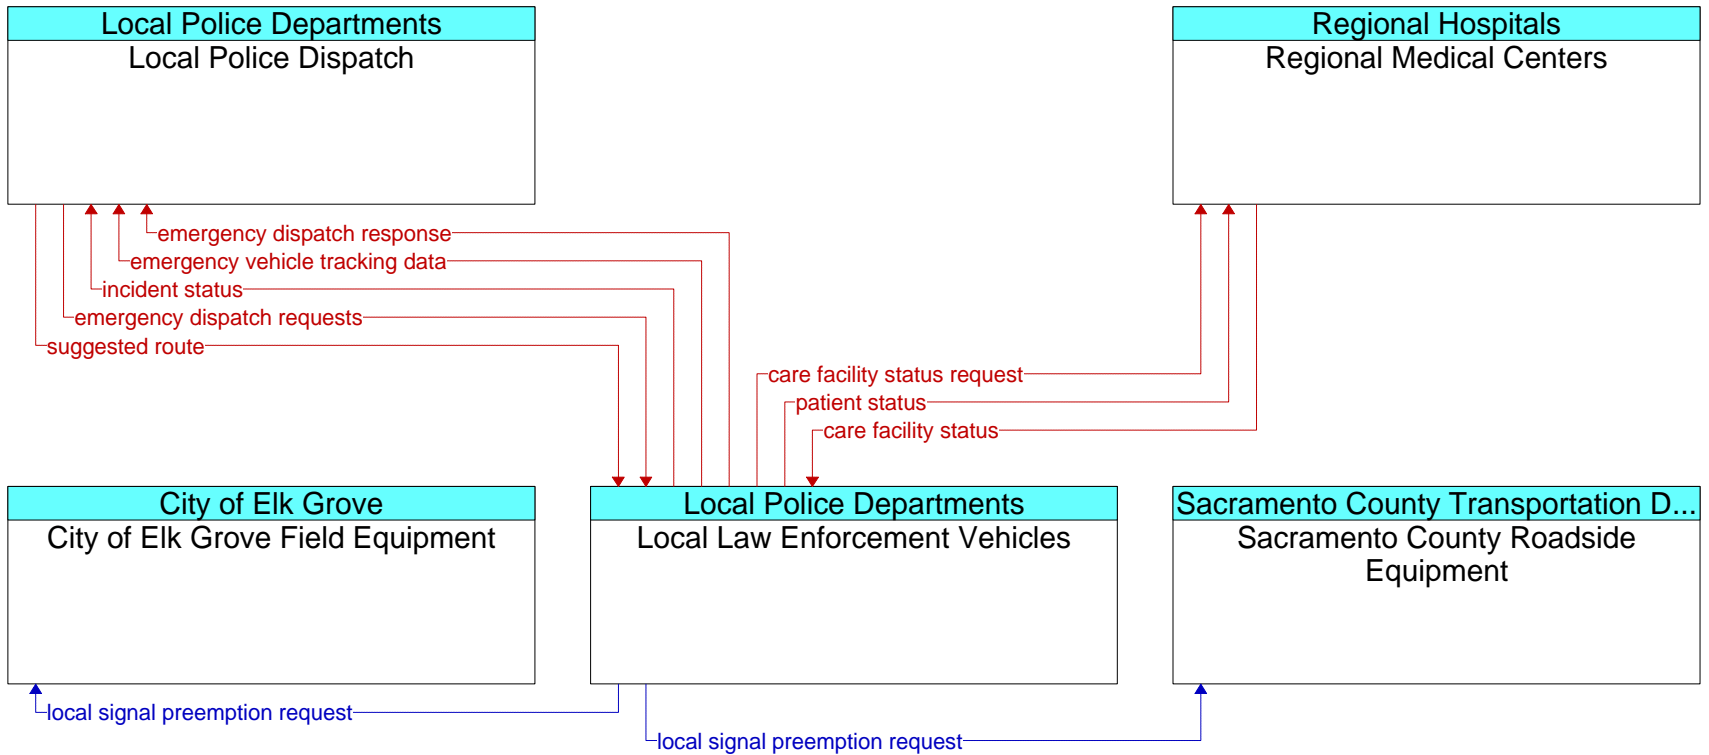 Local Police Departments
Local Police Dispatch
Regional Hospitals
Regional Medical Centers
emergency dispatch response
emergency vehicle tracking data
incident status
emergency dispatch requests
suggested route
care facility status request
patient status
care facility status
City of Elk Grove
City of Elk Grove Field Equipment
Local Police Departments
Local Law Enforcement Vehicles
Sacramento County Transportation D...
Sacramento County Roadside
Equipment
local signal preemption request
local signal preemption request